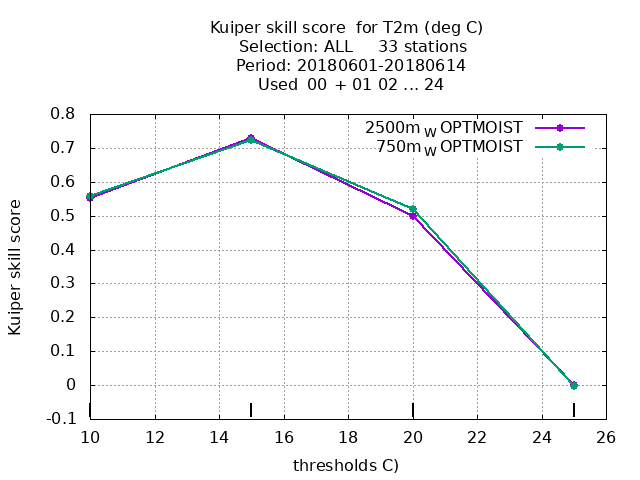 Kuiper skill score  for T2m (deg C)
Selection: ALL     33 stations
Period: 20180601-20180614
Used  00 + 01 02 ... 24
2500m_W OPTMOIST
750m_W OPTMOIST
Kuiper skill score
0.8
0.7
0.6
0.5
0.4
0.3
0.2
0.1
0
-0.1
10 12 14 16 18 20 22 24 26
thresholds C)